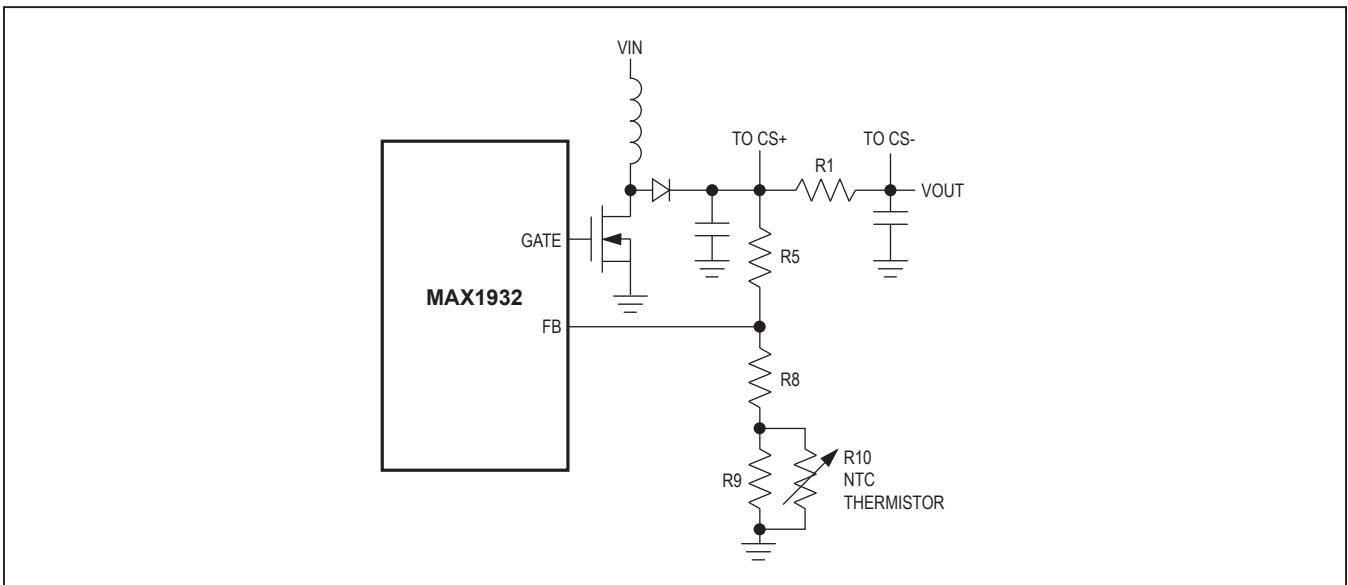 VIN
TO CS+
TO CS-
R1
VOUT
GATE
R5
MAX1932
FB
R8
R9
R10
NTC
THERMISTOR